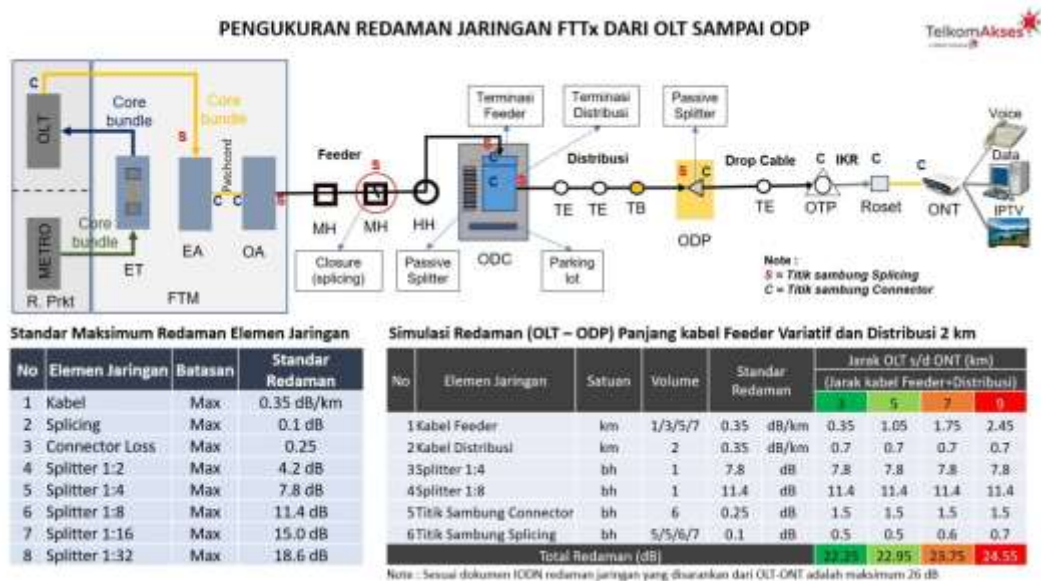 PENGUKURAN REDAMAN JARINGAN FTTx DARI OLT SAMPAI ODP
TelkomAkses
C
OLT
Core bundle
Core bundle
S
Patchcord
C C
METRO
Core bundle
ET
EA
OA
R. Prkt
FTM
S
Feeder
S
MH
MH
HH
Closure (splicing)
Terminasi Feeder
Terminasi Distribusi
S
C
C
S
Passive Splitter
ODC
Parking lot
Distribusi
TE
TE
TB
Passive Splitter
S
C
ODP
Drop Cable
TE
C
IKR
C
OTP
Roset
C
ONT
Voice
Data
IPTV
Note :
S = Titik sambung Splicing
C = Titik sambung Connector
Standar Maksimum Redaman Elemen Jaringan
No Elemen Jaringan Batasan Standar Redaman
1 Kabel Max 0.35 dB/km
2 Splicing Max 0.1 dB
3 Connector Loss Max 0.25
4 Splitter 1:2 Max 4.2 dB
5 Splitter 1:4 Max 7.8 dB
6 Splitter 1:8 Max 11.4 dB
7 Splitter 1:16 Max 15.0 dB
8 Splitter 1:32 Max 18.6 dB
Simulasi Redaman (OLT – ODP) Panjang kabel Feeder Variatif dan Distribusi 2 km
No Elemen Jaringan Satuan Volume Standar Redaman Jarak OLT s/d ONT (km)
(Jarak kabel Feeder+Distribusi)
3 5 7 9
1 Kabel Feeder km 1/3/5/7 0.35 dB/km 0.35 1.05 1.75 2.45
2 Kabel Distribusi km 2 0.35 dB/km 0.7 0.7 0.7 0.7
3 Splitter 1:4 bh 1 7.8 dB 7.8 7.8 7.8 7.8
4 Splitter 1:8 bh 1 11.4 dB 11.4 11.4 11.4 11.4
5 Titik Sambung Connector bh 6 0.25 dB 1.5 1.5 1.5 1.5
6 Titik Sambung Splicing bh 5/5/6/7 0.1 dB 0.5 0.5 0.6 0.7
Total Redaman (dB) 22.25 22.95 23.75 24.55
Note : Sesuai dokumen IODN redaman jaringan yang disarankan dari OLT-ONT adalah maksimum 26 dB